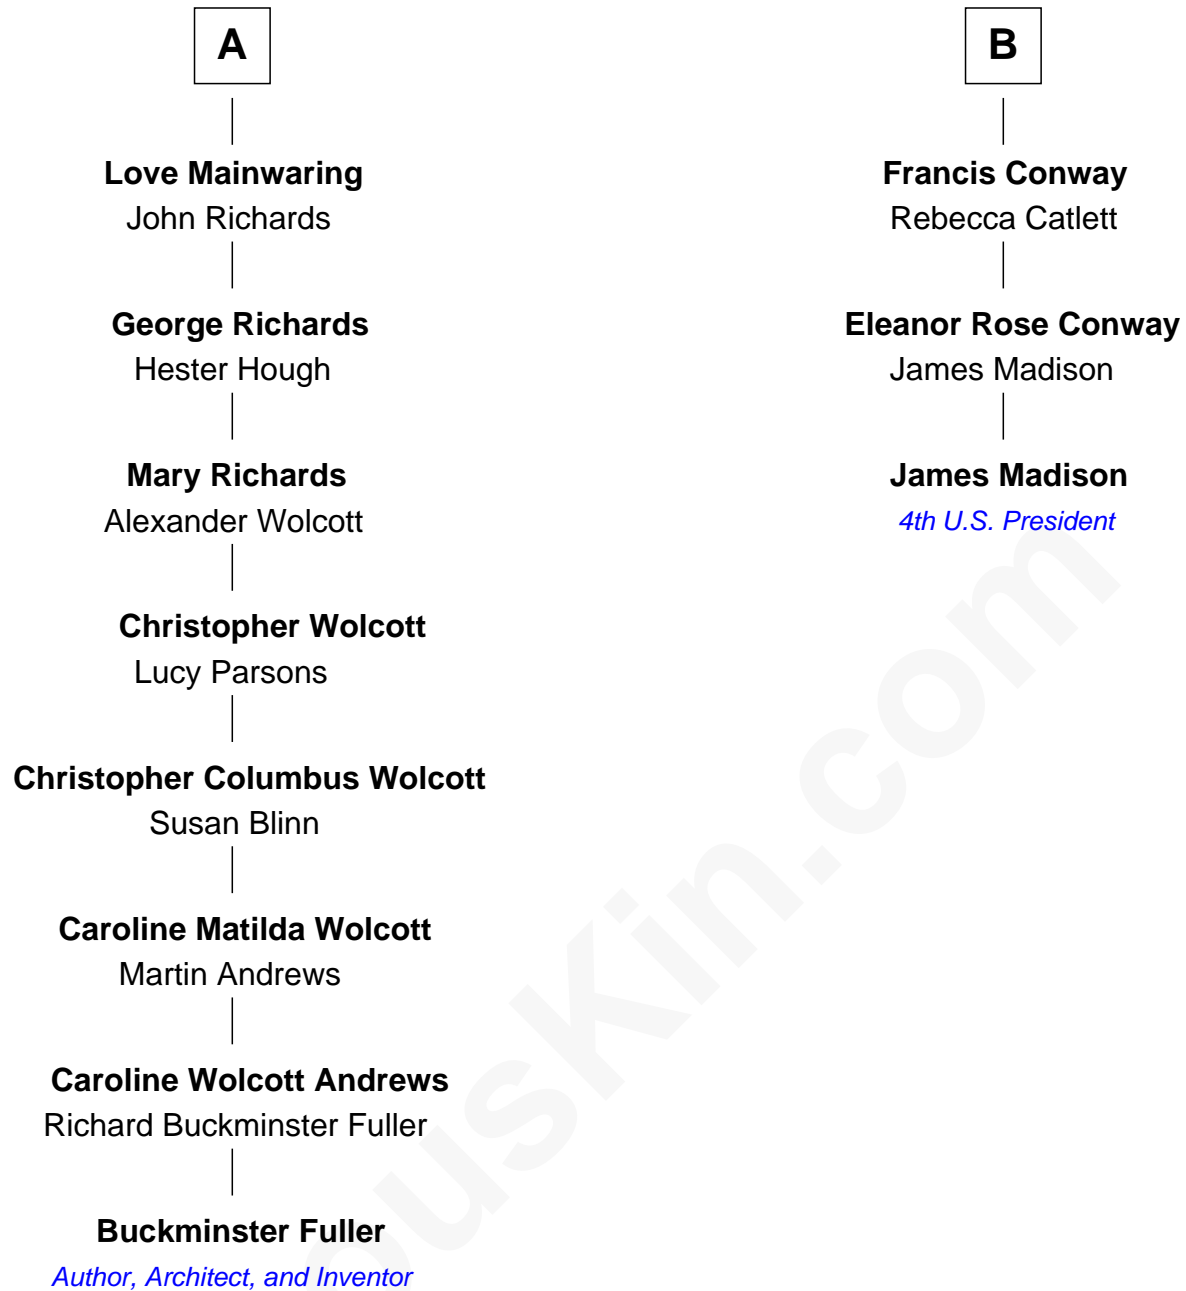 A
Love Mainwaring
John Richards
George Richards
Hester Hough
Mary Richards
Alexander Wolcott
Christopher Wolcott
Lucy Parsons
Christopher Columbus Wolcott
Susan Blinn
Caroline Matilda Wolcott
Martin Andrews
Caroline Wolcott Andrews
Richard Buckminster Fuller
Buckminster Fuller
Author, Architect, and Inventor
B
Francis Conway
Rebecca Catlett
Eleanor Rose Conway
James Madison
James Madison
4th U.S. President
ousKin.com